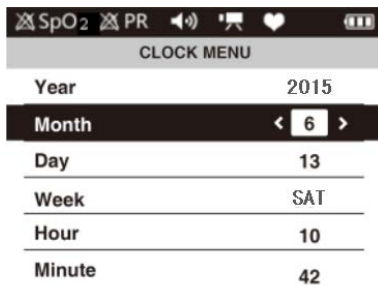 SpO2 PR
CLOCK MENU
Year 2015
Month < 6 >
Day 13
Week SAT
Hour 10
Minute 42